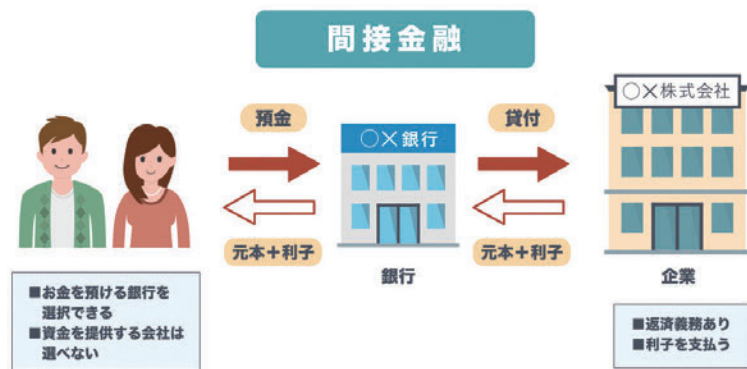 間接金融
預金
貸付
○×銀行
○×株式会社
元本+利子
元本+利子
銀行
企業
■お金を預ける銀行を
選択できる
■資金を提供する会社は
選べない
■返済義務あり
■利子を支払う